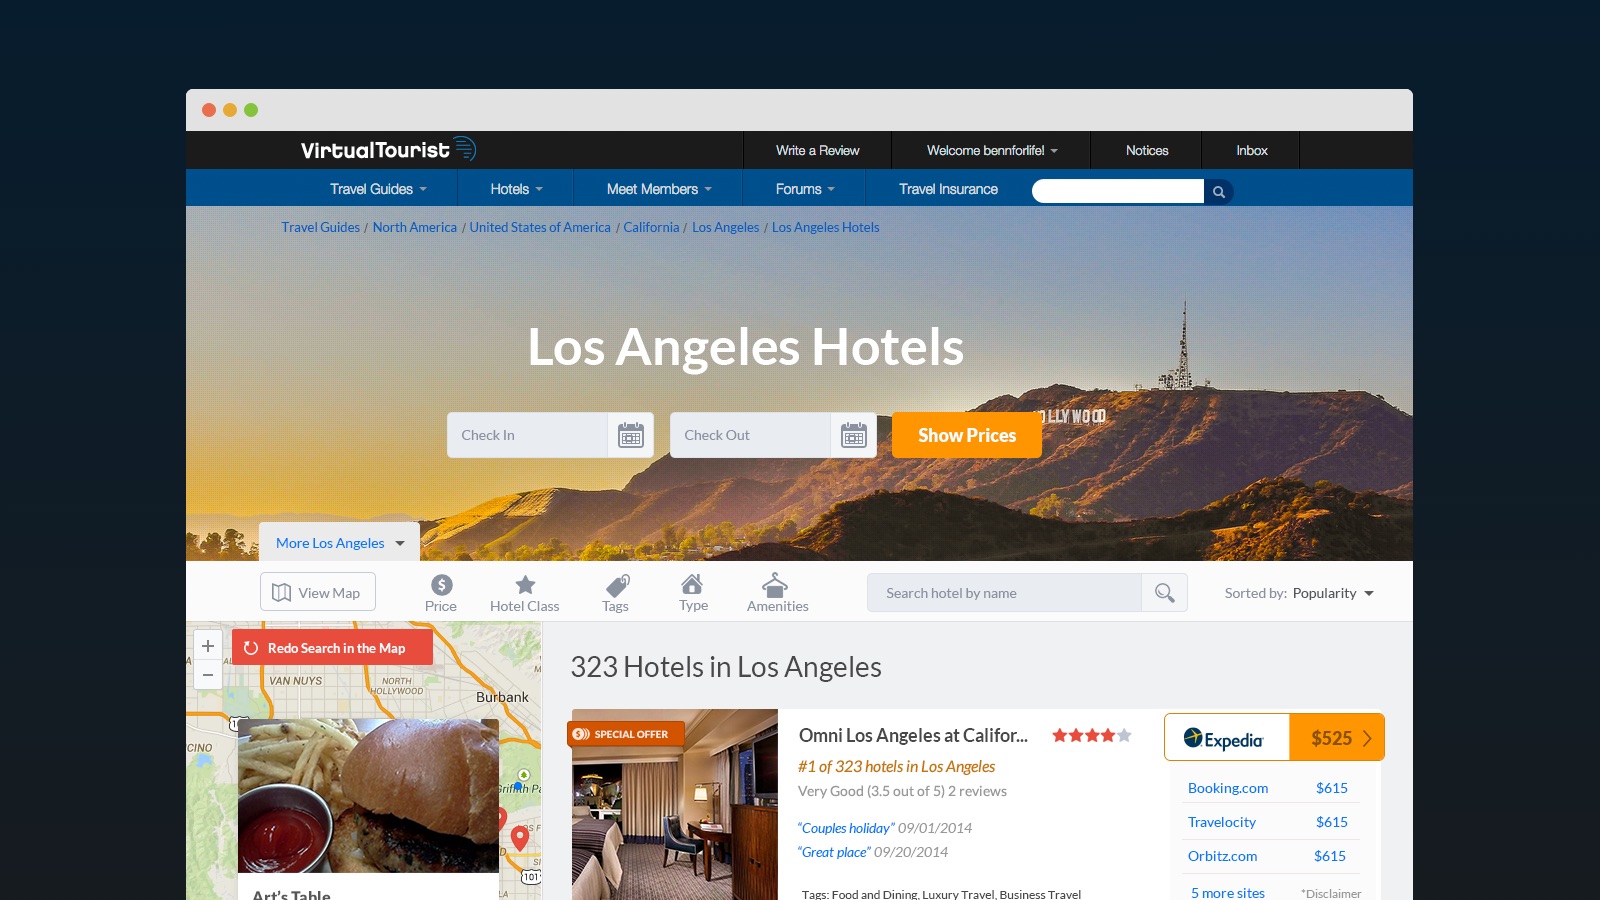 VirtualTourist
Write a Review
Welcome bennforlife!
Notices
Inbox
Travel Guides
Hotels
Meet Members
Forums
Travel Insurance
Travel Guides / North America / United States of America / California / Los Angeles / Los Angeles Hotels
Los Angeles Hotels
Check In
Check Out
Show Prices
HOLLYWOOD
More Los Angeles
View Map
Price
Hotel Class
Tags
Type
Amenities
Search hotel by name
Sorted by: Popularity
+
−
Redo Search in the Map
VAN NUYS
NORTH
HOLLYWOOD
Burbank
CINO
Griffith Pa
101
LA
Art's Table
323 Hotels in Los Angeles
SPECIAL OFFER
Omni Los Angeles at Califor...
#1 of 323 hotels in Los Angeles
Very Good (3.5 out of 5) 2 reviews
“Couples holiday” 09/01/2014
“Great place” 09/20/2014
Tags: Food and Dining, Luxury Travel, Business Travel
Expedia $525
Booking.com $615
Travelocity $615
Orbitz.com $615
5 more sites *Disclaimer